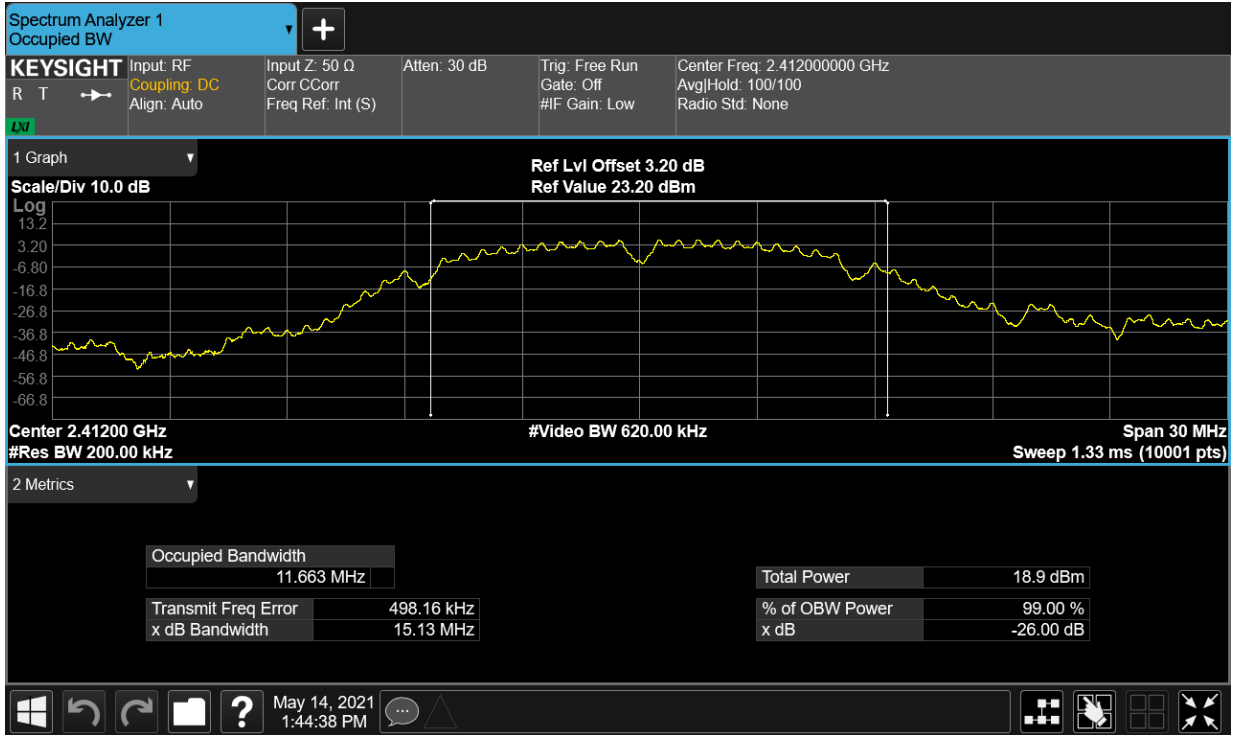 Spectrum Analyzer 1
Occupied BW
KEYSIGHT
R T
LXI
Input: RF
Coupling: DC
Align: Auto
Input Z: 50 Ω
Corr CCorr
Freq Ref: Int (S)
Atten: 30 dB
Trig: Free Run
Gate: Off
#IF Gain: Low
Center Freq: 2.412000000 GHz
Avg|Hold: 100/100
Radio Std: None
1 Graph
Scale/Div 10.0 dB
Ref Lvl Offset 3.20 dB
Ref Value 23.20 dBm
Log
13.2
3.20
-6.80
-16.8
-26.8
-36.8
-46.8
-56.8
-66.8
Center 2.41200 GHz
#Res BW 200.00 kHz
#Video BW 620.00 kHz
Span 30 MHz
Sweep 1.33 ms (10001 pts)
2 Metrics
Occupied Bandwidth
11.663 MHz
Transmit Freq Error 498.16 kHz
x dB Bandwidth 15.13 MHz
Total Power 18.9 dBm
% of OBW Power 99.00 %
x dB -26.00 dB
?
May 14, 2021
1:44:38 PM